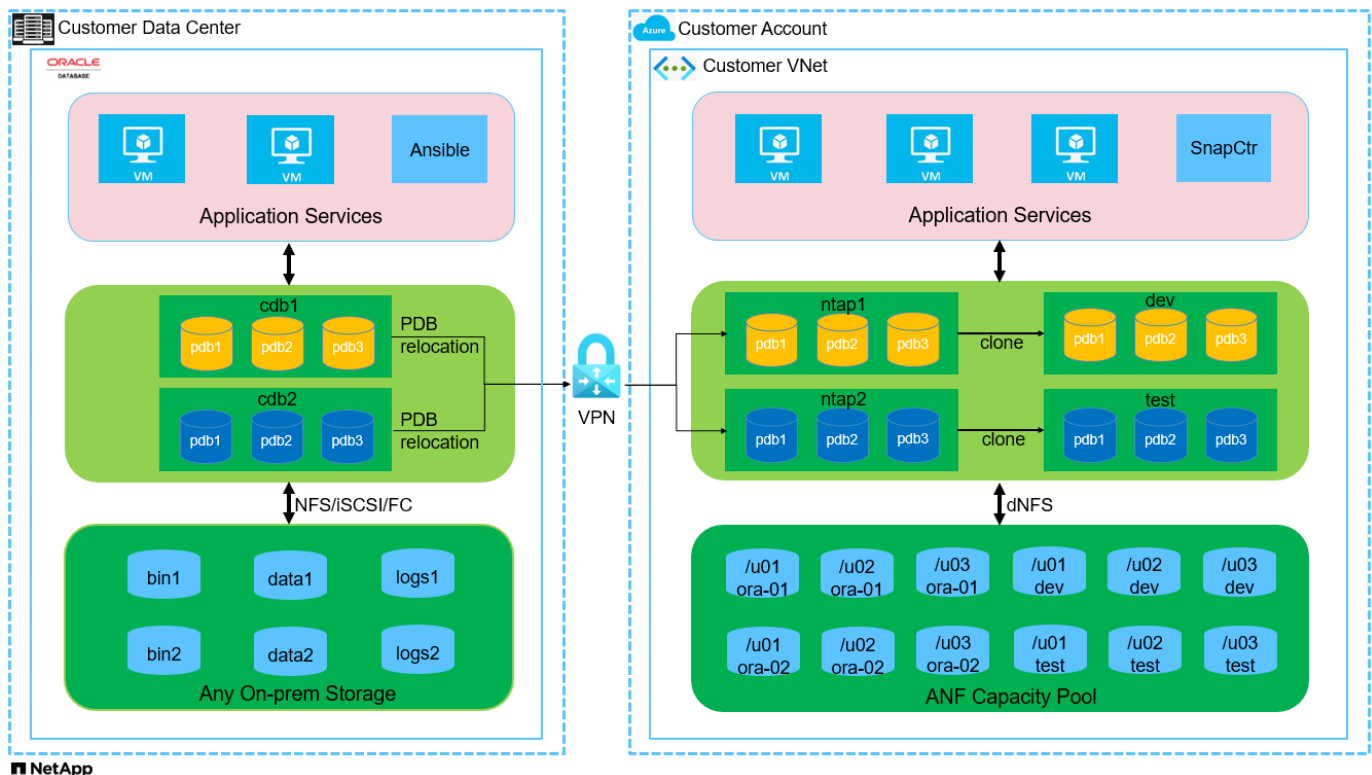 Customer Data Center
ORACLE
DATABASE
VM
VM
Ansible
Application Services
cdb1
pdb1
pdb2
pdb3
PDB
relocation
cdb2
pdb1
pdb2
pdb3
PDB
relocation
NFS/iSCSI/FC
bin1
data1
logs1
bin2
data2
logs2
Any On-prem Storage
VPN
Azure
Customer Account
Customer VNet
VM
VM
VM
SnapCtr
Application Services
ntap1
pdb1
pdb2
pdb3
clone
dev
pdb1
pdb2
pdb3
ntap2
pdb1
pdb2
pdb3
clone
test
pdb1
pdb2
pdb3
dNFS
/u01
ora-01
/u02
ora-01
/u03
ora-01
/u01
dev
/u02
dev
/u03
dev
/u01
ora-02
/u02
ora-02
/u03
ora-02
/u01
test
/u02
test
/u03
test
ANF Capacity Pool
NetApp